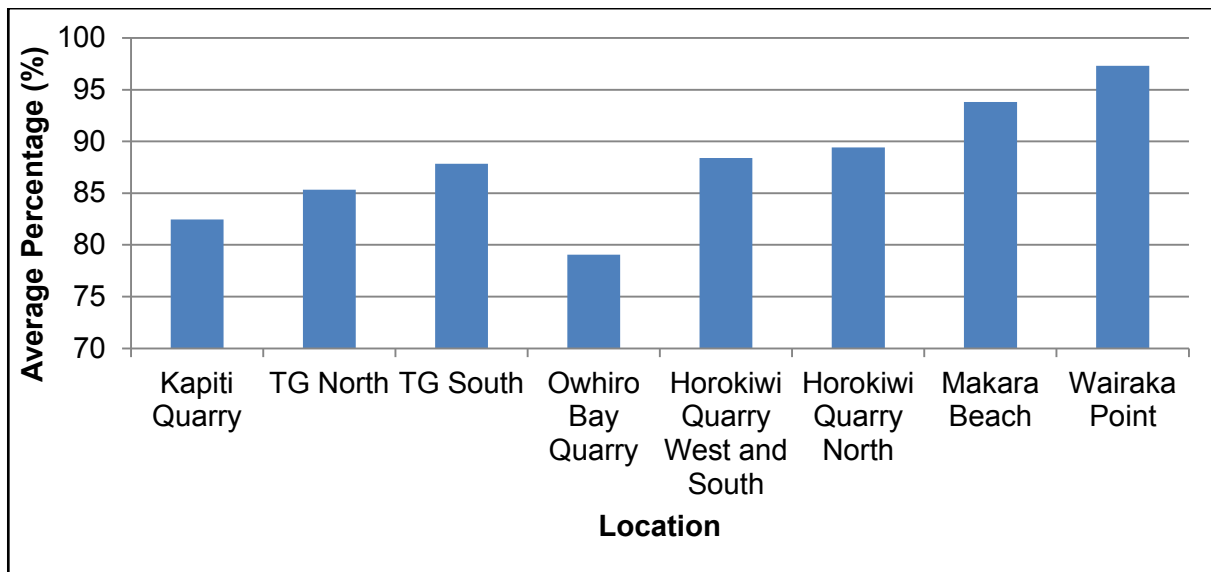 Average Percentage (%)
100
95
90
85
80
75
70
Kapiti
Quarry
TG North
TG South
Owhiro
Bay
Quarry
Horokiwi
Quarry
West and
South
Horokiwi
Quarry
North
Makara
Beach
Wairaka
Point
Location